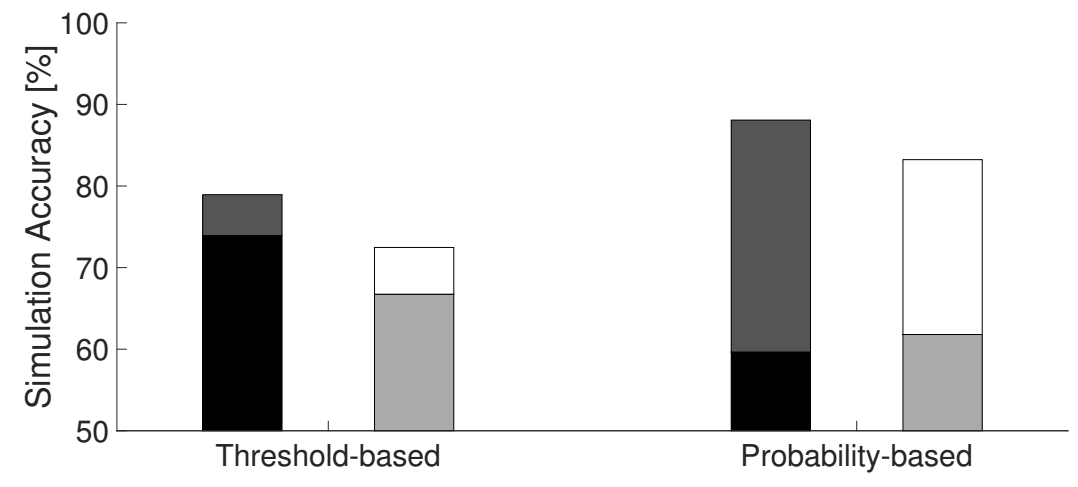 Simulation Accuracy [%]
100
90
80
70
60
50
Threshold-based
Probability-based